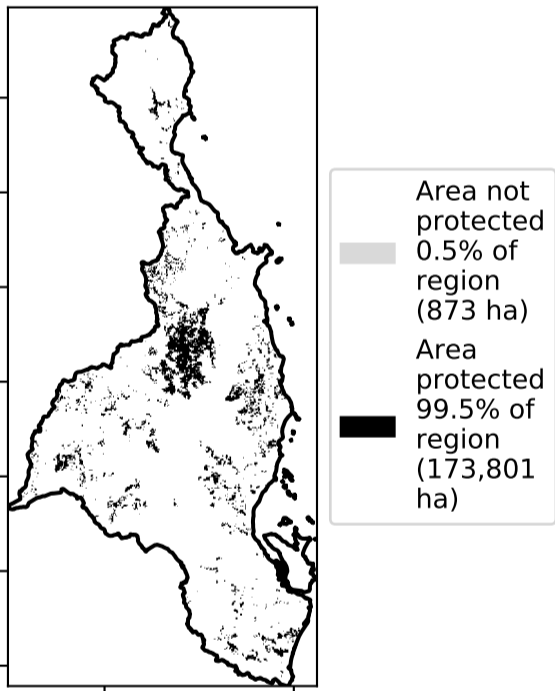 Area not
protected
0.5% of
region
(873 ha)
Area
protected
99.5% of
region
(173,801
ha)